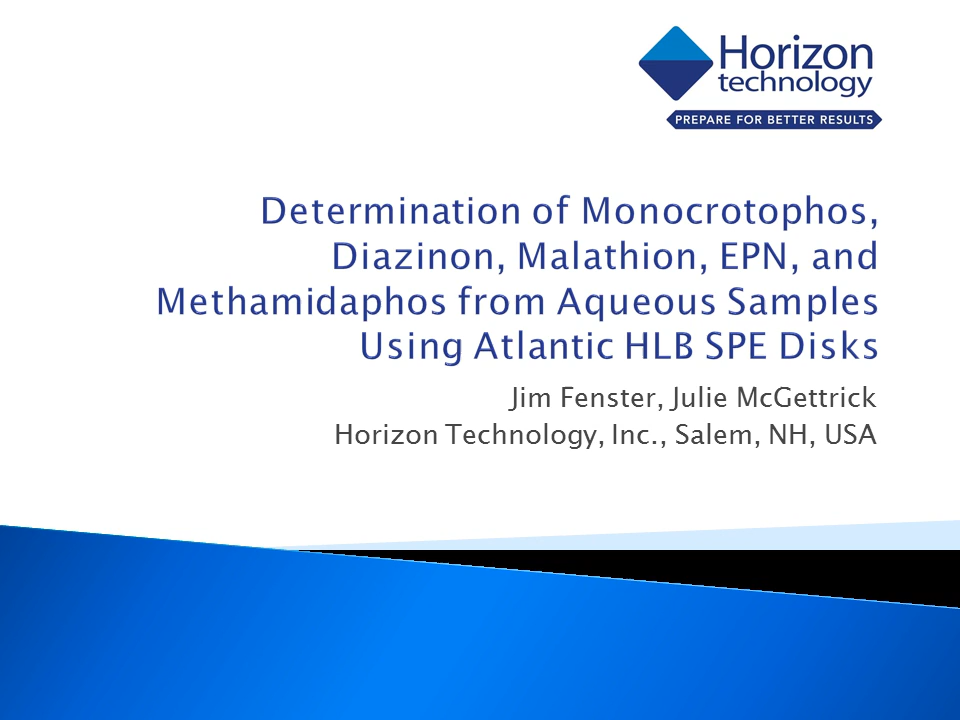 Horizon
technology
PREPARE FOR BETTER RESULTS
Determination of Monocrotophos,
Diazinon, Malathion, EPN, and
Methamidaphos from Aqueous Samples
Using Atlantic HLB SPE Disks
Jim Fenster, Julie McGettrick
Horizon Technology, Inc., Salem, NH, USA